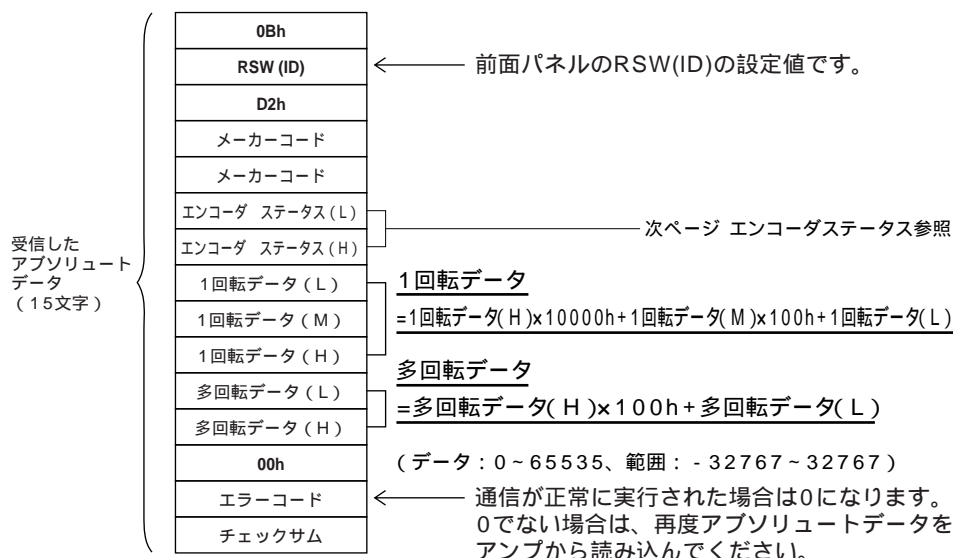 0Bh
RSW (ID)
前面パネルのRSW(ID)の設定値です。
D2h
メーカーコード
メーカーコード
エンコーダ ステータス(L)
エンコーダ ステータス(H)
次ページ エンコーダステータス参照
受信した
アブソリュート
データ
(15文字)
1回転データ(L)
1回転データ(M)
1回転データ(H)
1回転データ
=1回転データ(H)×10000h+1回転データ(M)×100h+1回転データ(L)
多回転データ(L)
多回転データ(H)
多回転データ
=多回転データ(H)×100h+多回転データ(L)
00h
(データ:0~65535、範囲:-32767~32767)
エラーコード
チェックサム
通信が正常に実行された場合は0になります。
0でない場合は、再度アブソリュートデータを
アンプから読み込んでください。